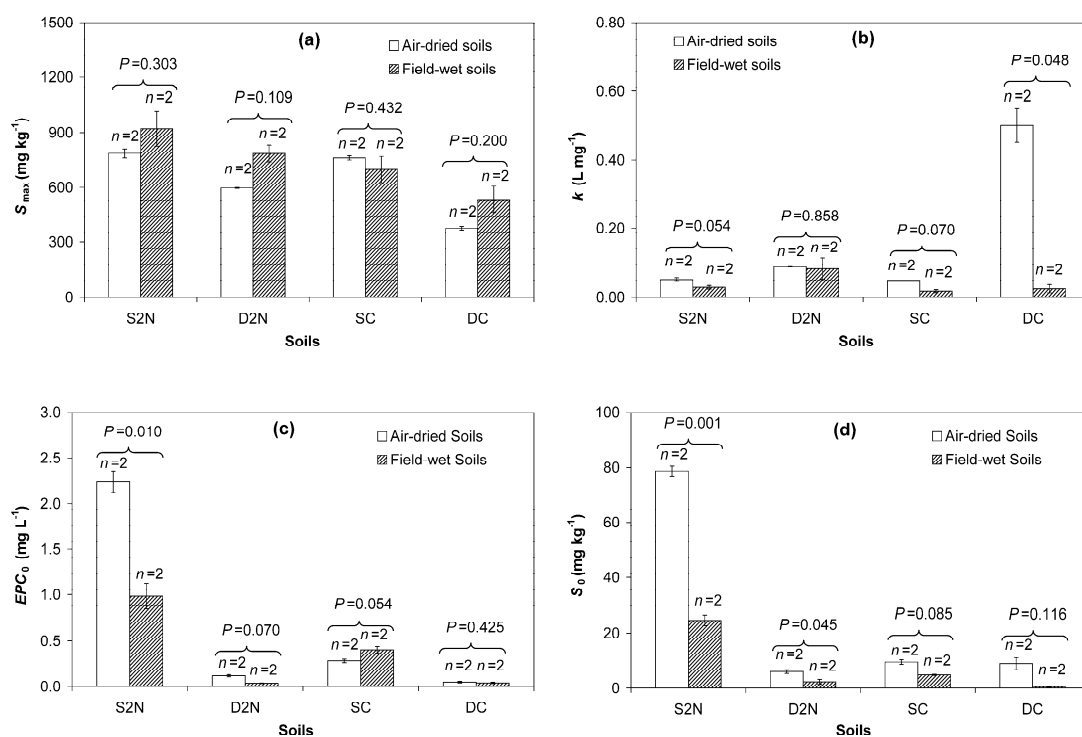 (a)
1500
1200
900
600
300
0
S max (mg kg-1)
Air-dried soils
Field-wet soils
P=0.303
n=2
n=2
P=0.109
n=2
n=2
P=0.432
n=2
n=2
P=0.200
n=2
n=2
S2N
D2N
SC
DC
Soils
(b)
0.80
0.60
0.40
0.20
0.00
k (L mg-1)
Air-dried soils
Field-wet soils
P=0.054
n=2
n=2
P=0.858
n=2
n=2
P=0.070
n=2
n=2
P=0.048
n=2
n=2
S2N
D2N
SC
DC
Soils
(c)
3.0
2.5
2.0
1.5
1.0
0.5
0.0
EPC0 (mg L-1)
Air-dried Soils
Field-wet Soils
P=0.010
n=2
n=2
P=0.070
n=2
n=2
P=0.054
n=2
n=2
P=0.425
n=2
n=2
S2N
D2N
SC
DC
Soils
(d)
100
80
60
40
20
0
S0 (mg kg-1)
Air-dried Soils
Field-wet Soils
P=0.001
n=2
n=2
P=0.045
n=2
n=2
P=0.085
n=2
n=2
P=0.116
n=2
n=2
S2N
D2N
SC
DC
Soils